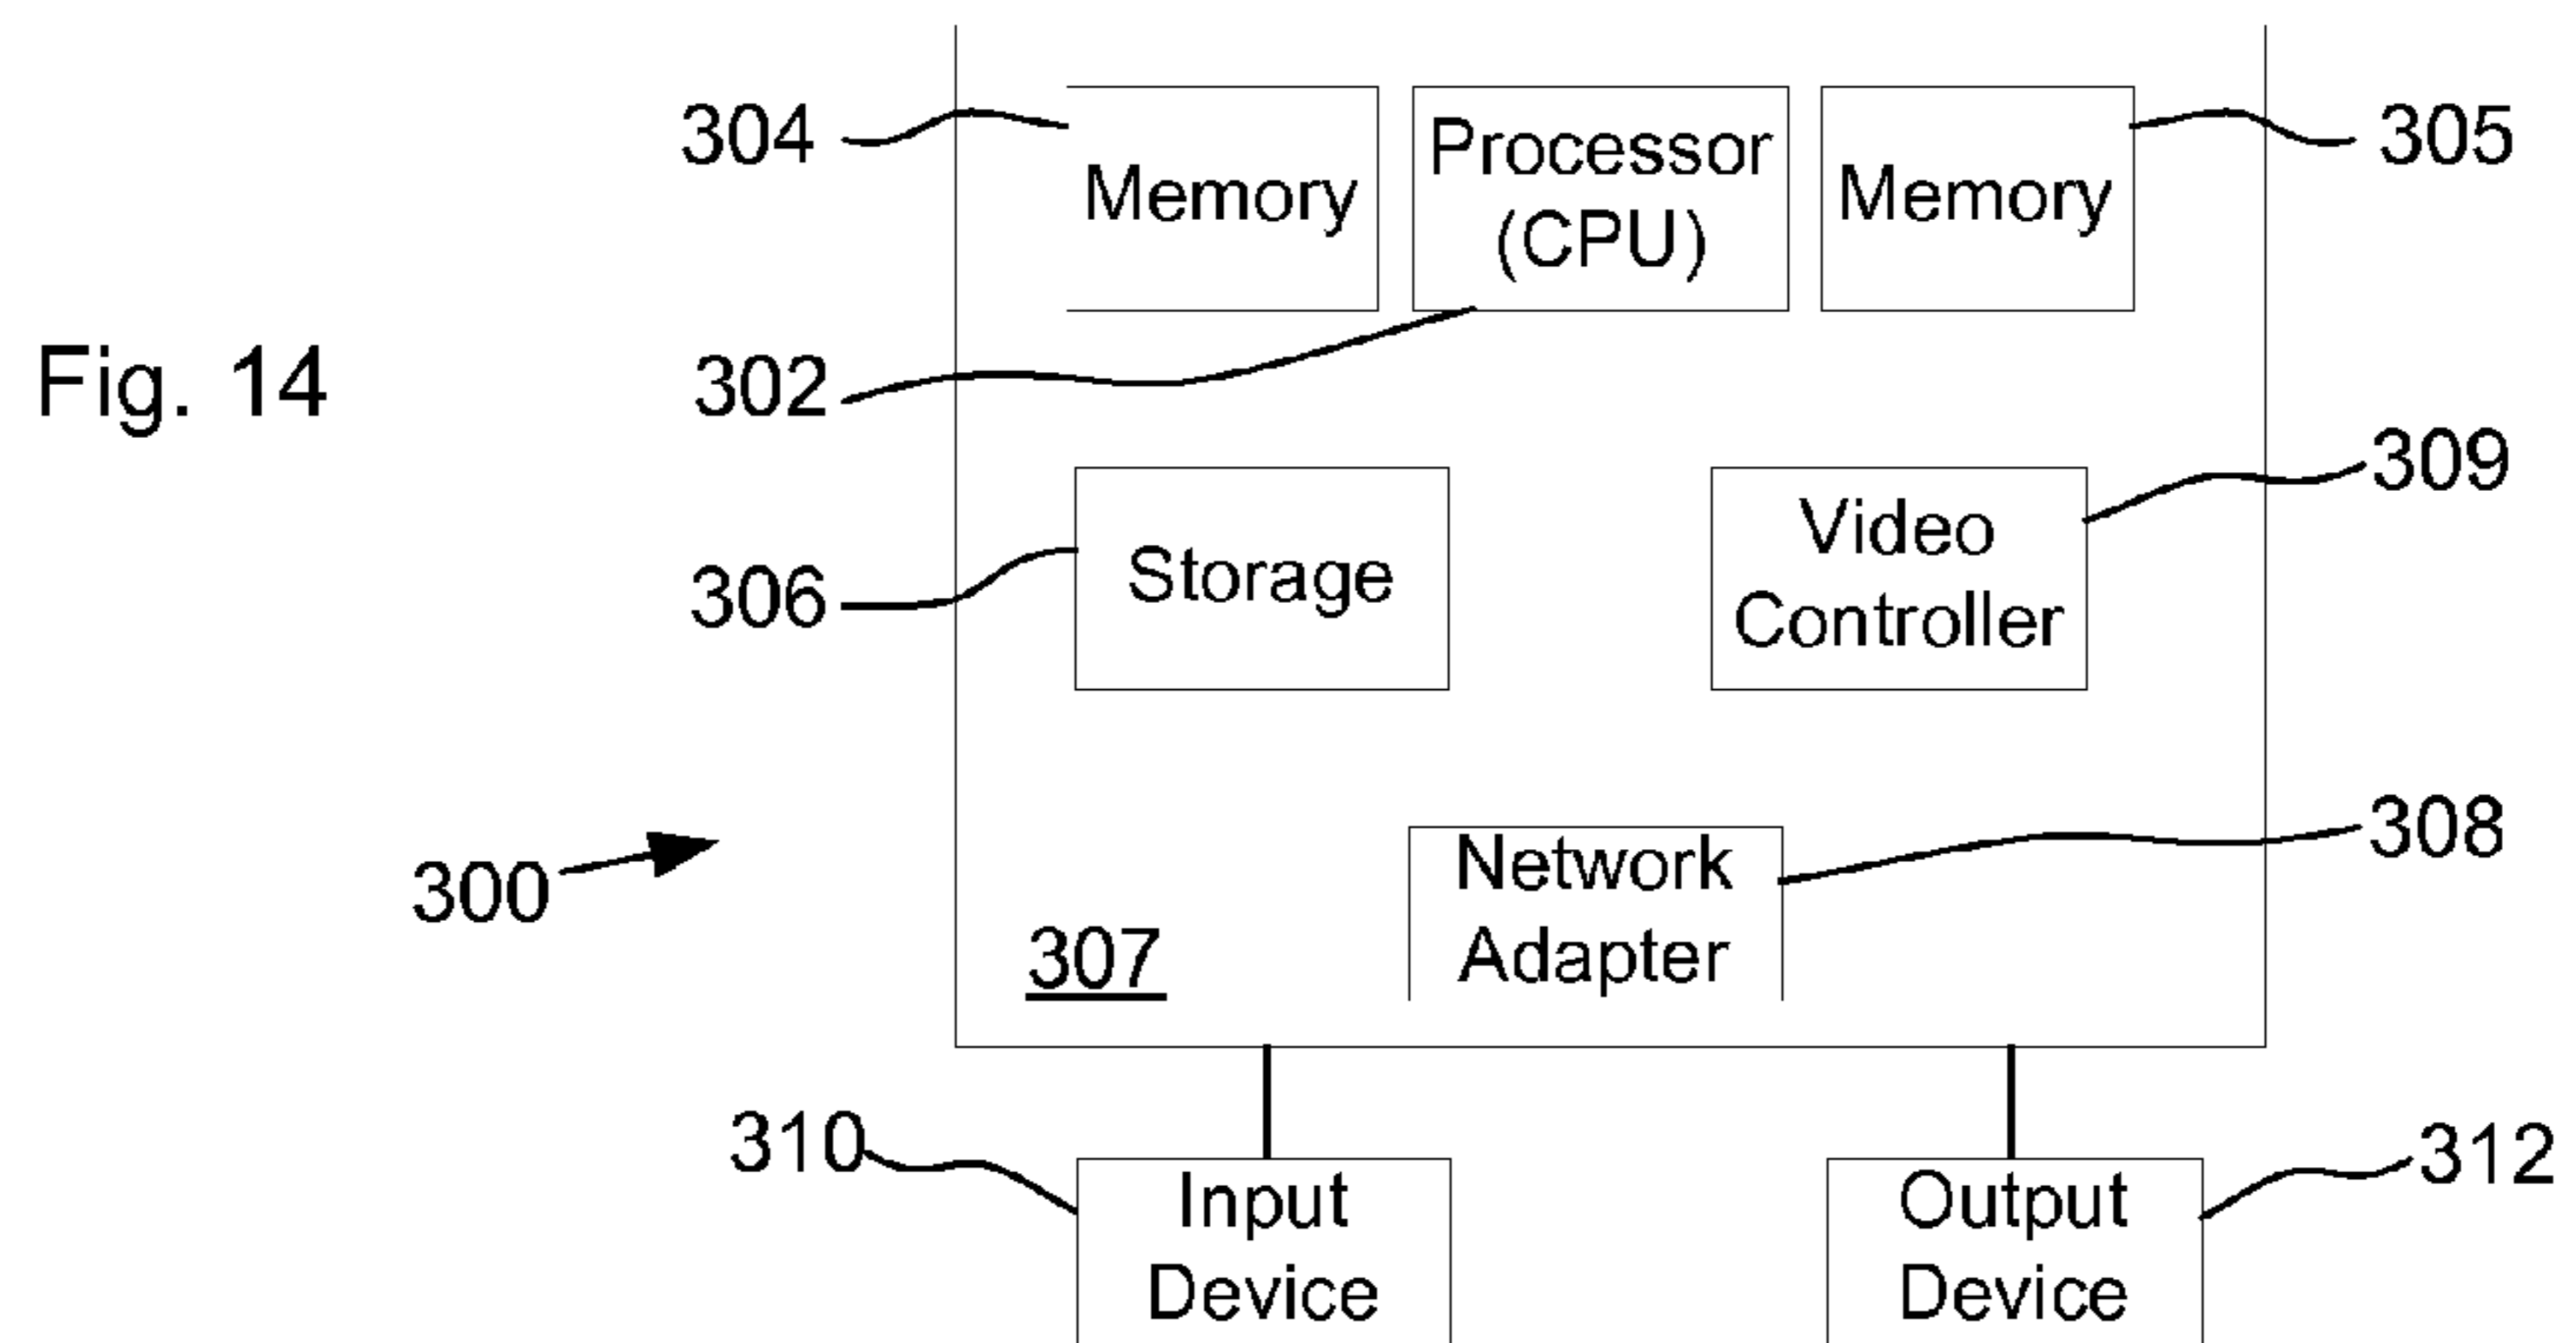 304
Memory
Processor
(CPU)
Memory
305
Fig. 14
302
306
Storage
Video
Controller
309
300
307
Network
Adapter
308
310
Input
Device
Output
Device
312